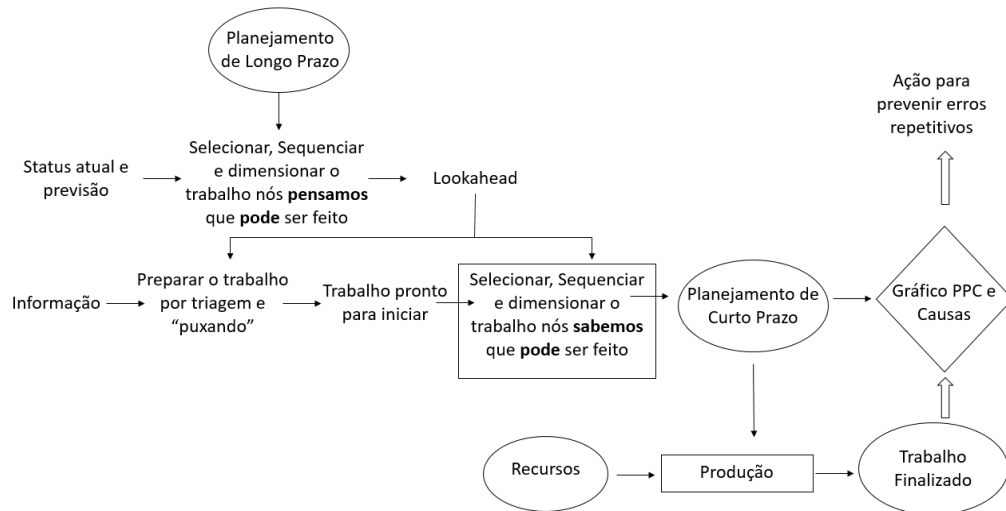 Planejamento
de Longo Prazo
Ação para
prevenir erros
repetitivos
Status atual e
previsão
Selecionar, Sequenciar
e dimensionar o
trabalho nós pensamos
que pode ser feito
Lookahead
Informação
Preparar o trabalho
por triagem e
“puxando”
Trabalho pronto
para iniciar
Selecionar, Sequenciar
e dimensionar o
trabalho nós sabemos
que pode ser feito
Planejamento de
Curto Prazo
Gráfico PPC e
Causas
Recursos
Produção
Trabalho
Finalizado